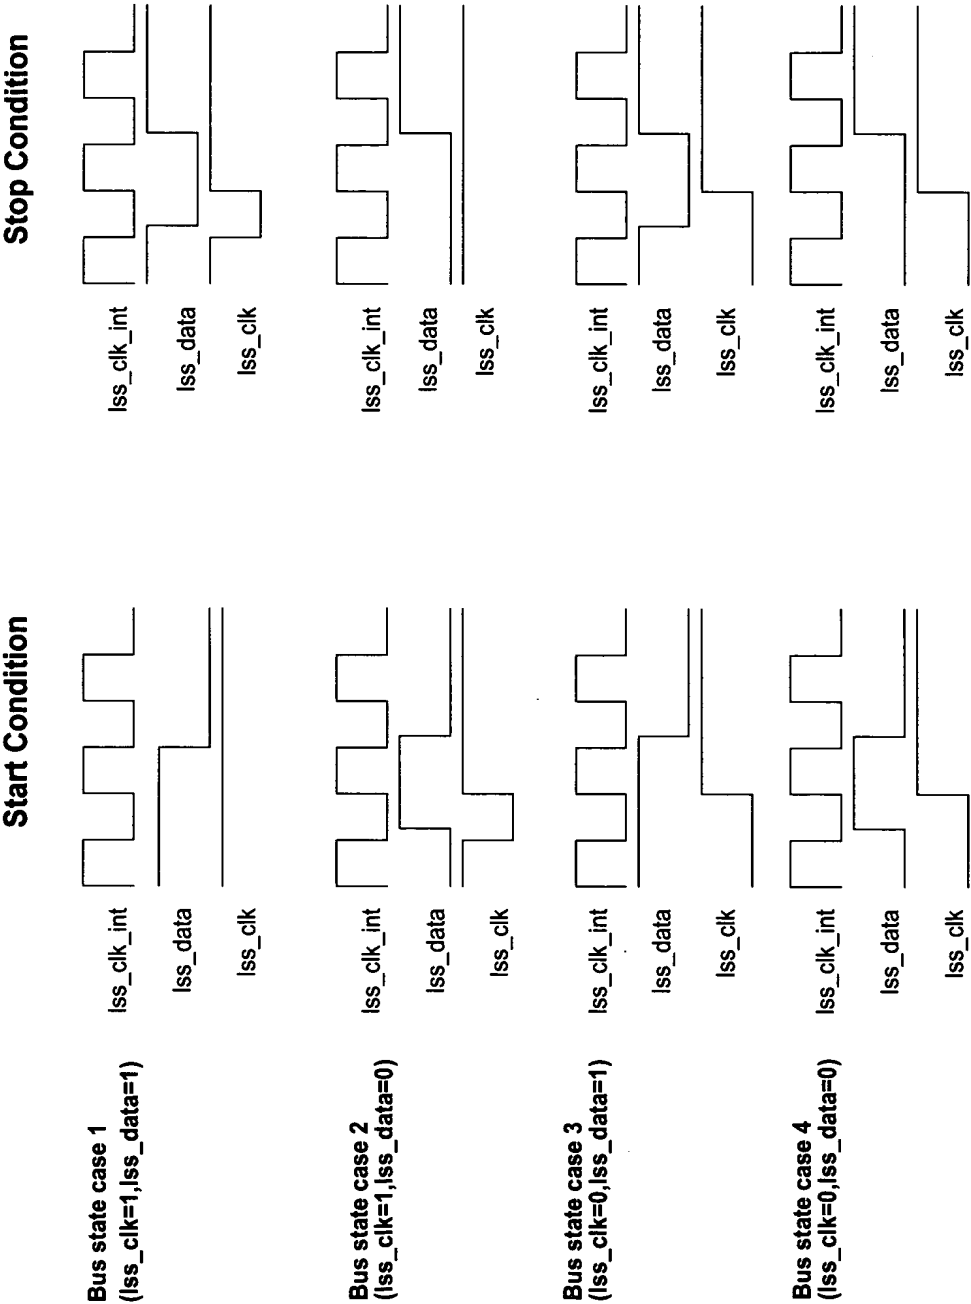 Start Condition
Stop Condition
Bus state case 1
(lss_clk=1,lss_data=1)
lss_clk_int
lss_data
lss_clk
lss_clk_int
lss_data
lss_clk
Bus state case 2
(lss_clk=1,lss_data=0)
lss_clk_int
lss_data
lss_clk
lss_clk_int
lss_data
lss_clk
Bus state case 3
(lss_clk=0,lss_data=1)
lss_clk_int
lss_data
lss_clk
lss_clk_int
lss_data
lss_clk
Bus state case 4
(lss_clk=0,lss_data=0)
lss_clk_int
lss_data
lss_clk
lss_clk_int
lss_data
lss_clk